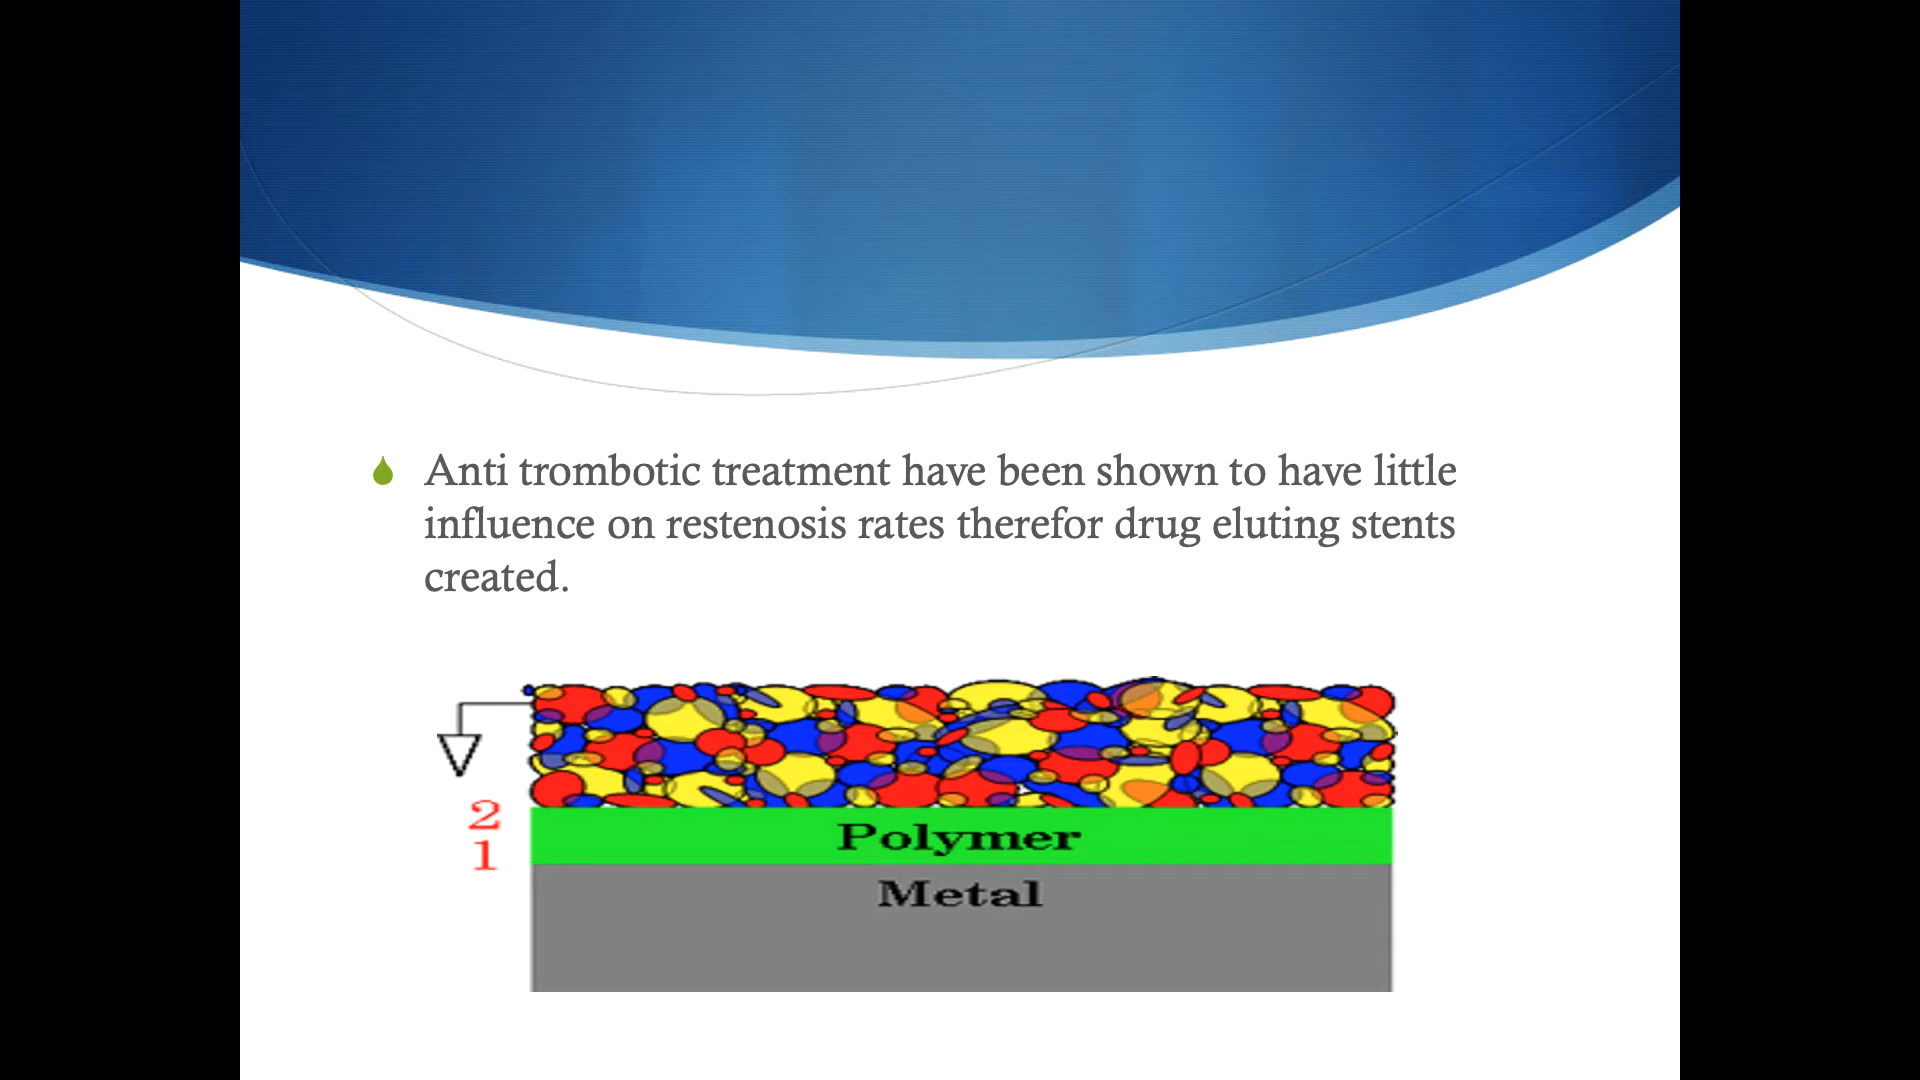 Anti trombotic treatment have been shown to have little
influence on restenosis rates therefor drug eluting stents
created.
2
Polymer
1
Metal